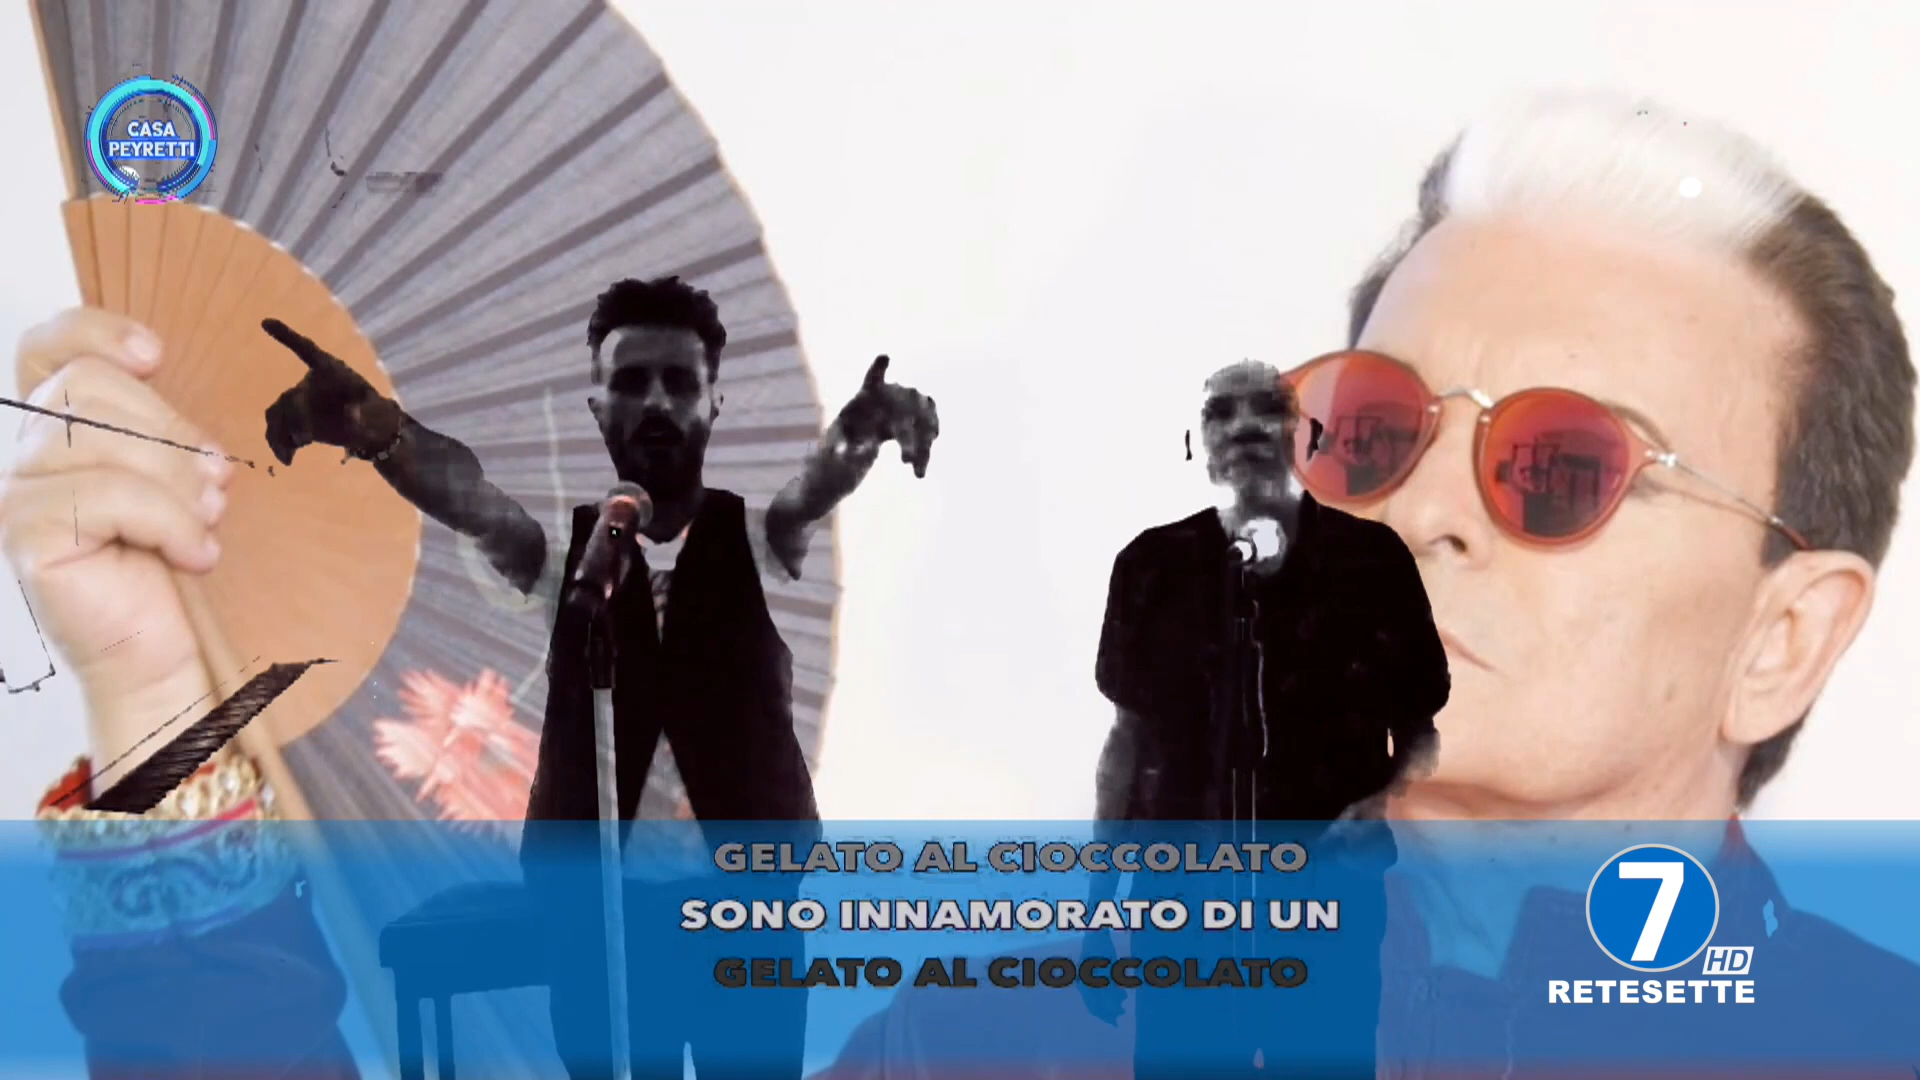 CASA
PEYRETTI
GELATO AL CIOCCOLATO
SONO INNAMORATO DI UN
GELATO AL CIOCCOLATO
7
HD
RETESETTE